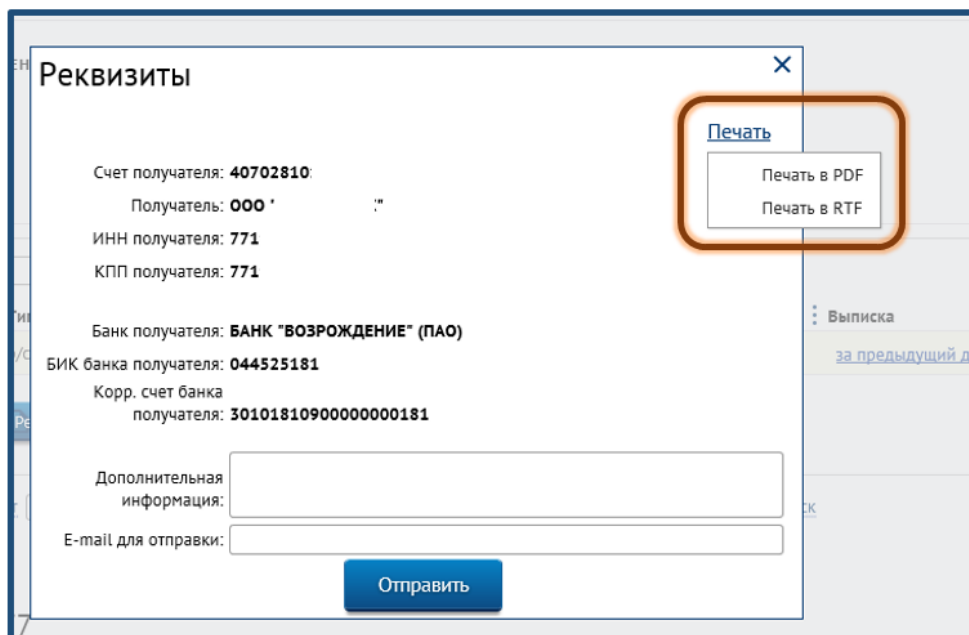 Реквизиты
Печать
Печать в PDF
Печать в RTF
Счет получателя: 40702810
Получатель: ООО "
ИНН получателя: 771
КПП получателя: 771
Банк получателя: БАНК "ВОЗРОЖДЕНИЕ" (ПАО)
БИК банка получателя: 044525181
Корр. счет банка
получателя: 30101810900000000181
Выписка
за предыдущий д
Дополнительная
информация:
E-mail для отправки:
Отправить